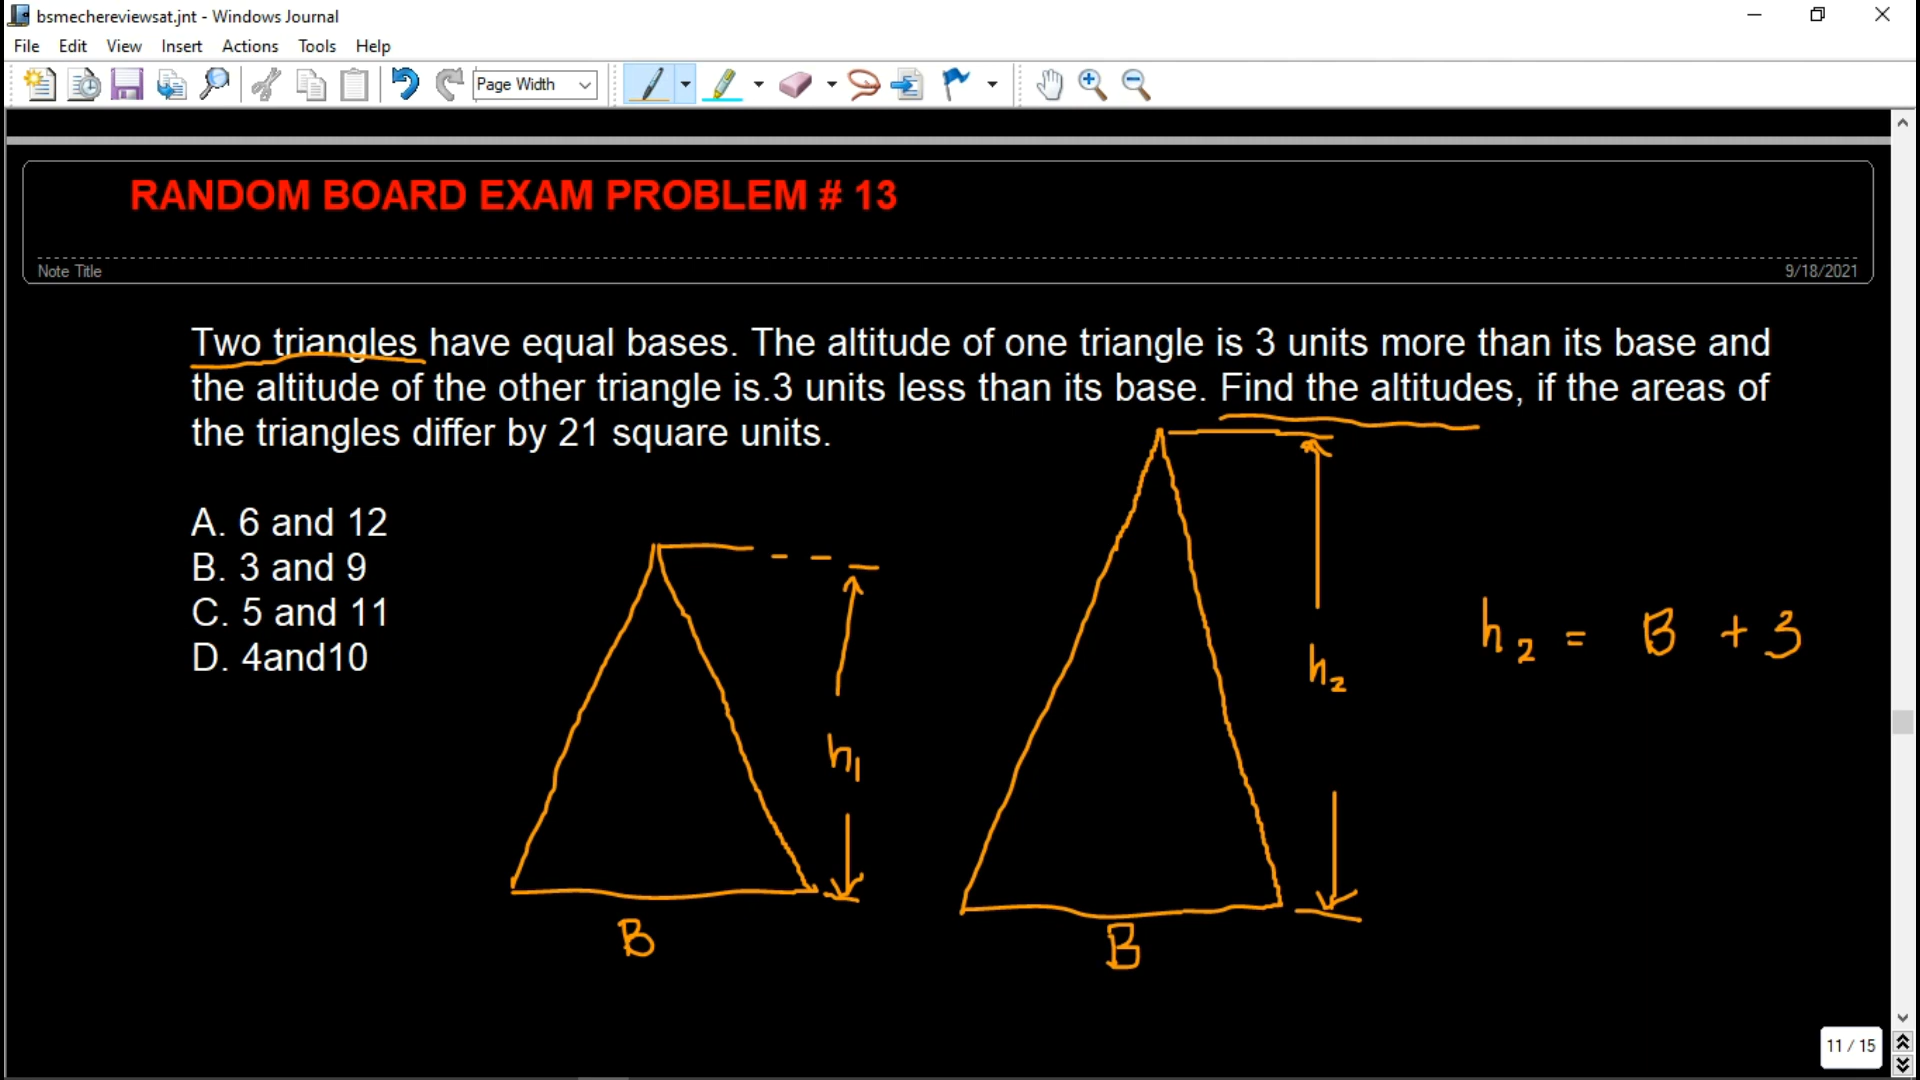 bsmechereviewsat.jnt - Windows Journal
File Edit View Insert Actions Tools Help
Page Width
RANDOM BOARD EXAM PROBLEM # 13
Note Title
9/18/2021
Two triangles have equal bases. The altitude of one triangle is 3 units more than its base and
the altitude of the other triangle is.3 units less than its base. Find the altitudes, if the areas of
the triangles differ by 21 square units.
A. 6 and 12
B. 3 and 9
C. 5 and 11
D. 4and10
h₁
B
h₂
B
h₂ = B + 3
11 / 15